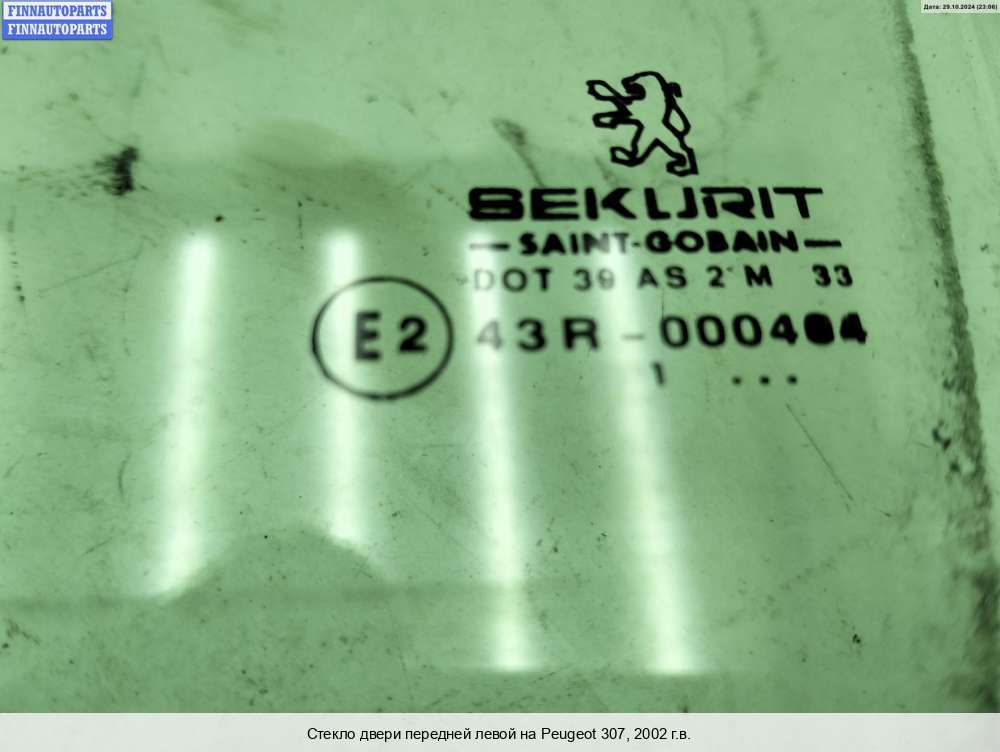 FINNAUTOPARTS
FINNAUTOPARTS
Дата: 29.10.2024 (23:06)
SEKURIT
SAINT-GOBAIN
DOT 39 AS 2 M 33
E2
43R - 000404
1 ...
Стекло двери передней левой на Peugeot 307, 2002 г.в.